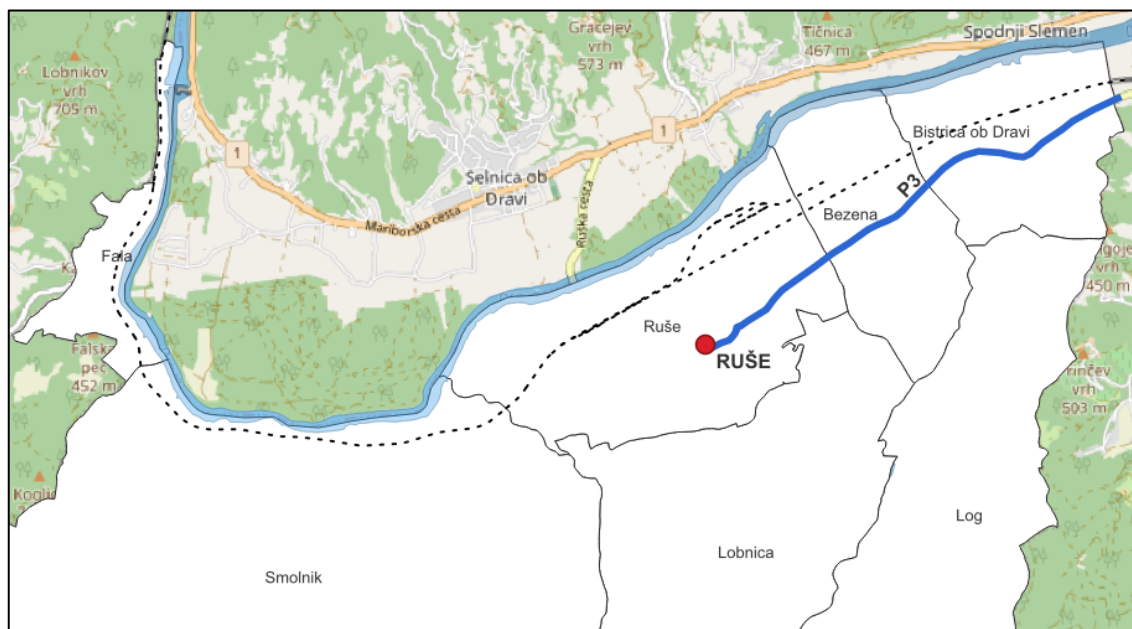 Spodnji Slemen
Tičnica
467 m
Gracejev
vrh
573 m
Lobnikov
vrh
705 m
1
1
Bistrica ob Dravi
Selnica ob
Dravi
P3
Ruška cesta
Mariborska cesta
Bezena
Fala
vrh
450 m
Ruše
RUŠE
Falska
peč
452 m
vrh
503 m
Log
Lobnica
Smolnik